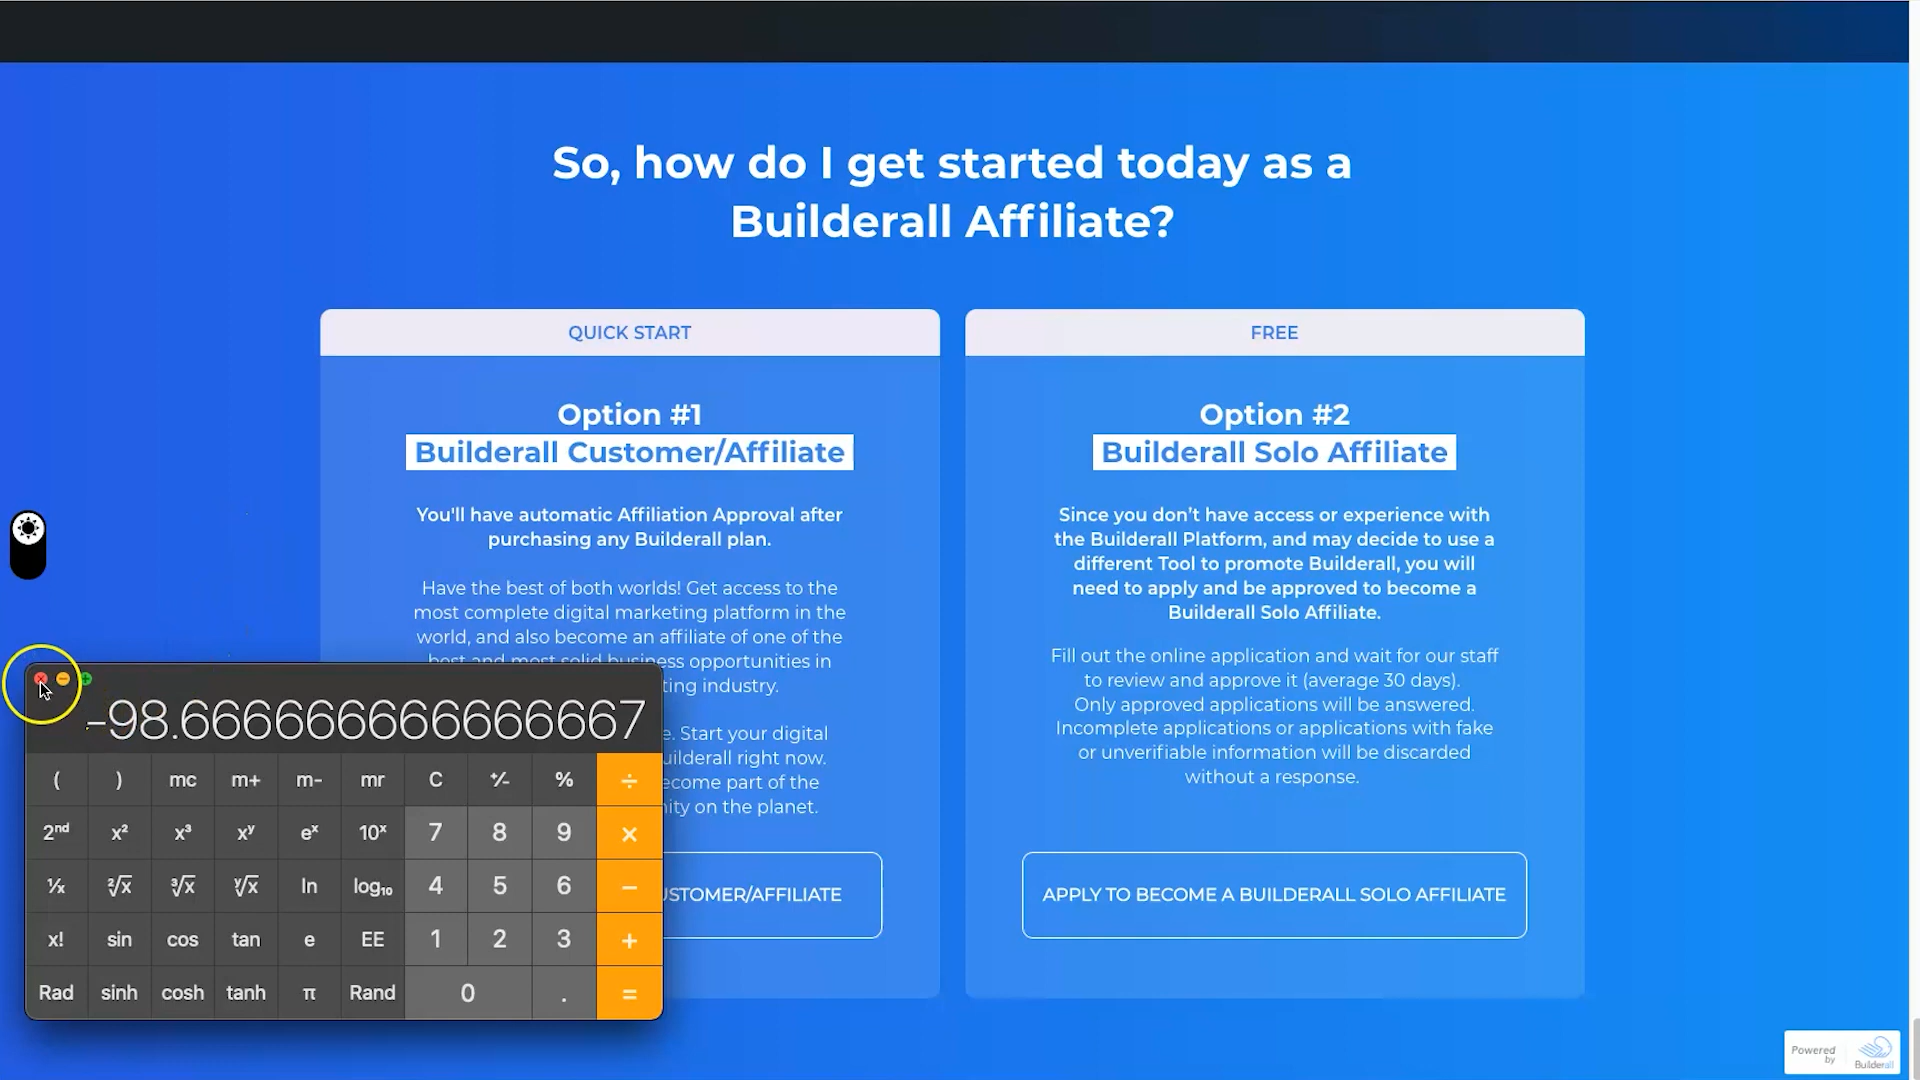 So, how do I get started today as a
Builderall Affiliate?
QUICK START
Option #1
Builderall Customer/Affiliate
You'll have automatic Affiliation Approval after
purchasing any Builderall plan.
Have the best of both worlds! Get access to the
most complete digital marketing platform in the
world, and also become an affiliate of one of the
best and most solid business opportunities in
ting industry.
e. Start your digital
uilderall right now.
ecome part of the
ity on the planet.
USTOMER/AFFILIATE
FREE
Option #2
Builderall Solo Affiliate
Since you don’t have access or experience with
the Builderall Platform, and may decide to use a
different Tool to promote Builderall, you will
need to apply and be approved to become a
Builderall Solo Affiliate.
Fill out the online application and wait for our staff
to review and approve it (average 30 days).
Only approved applications will be answered.
Incomplete applications or applications with fake
or unverifiable information will be discarded
without a response.
APPLY TO BECOME A BUILDERALL SOLO AFFILIATE
-98.666666666666667
( ) mc m+ m- mr C +/- % ÷
2nd x² x³ xʸ eˣ 10ˣ 7 8 9 ×
1/x ²√x ³√x ʸ√x ln log₁₀ 4 5 6 −
x! sin cos tan e EE 1 2 3 +
Rad sinh cosh tanh π Rand 0 . =
Powered
by
Builderall